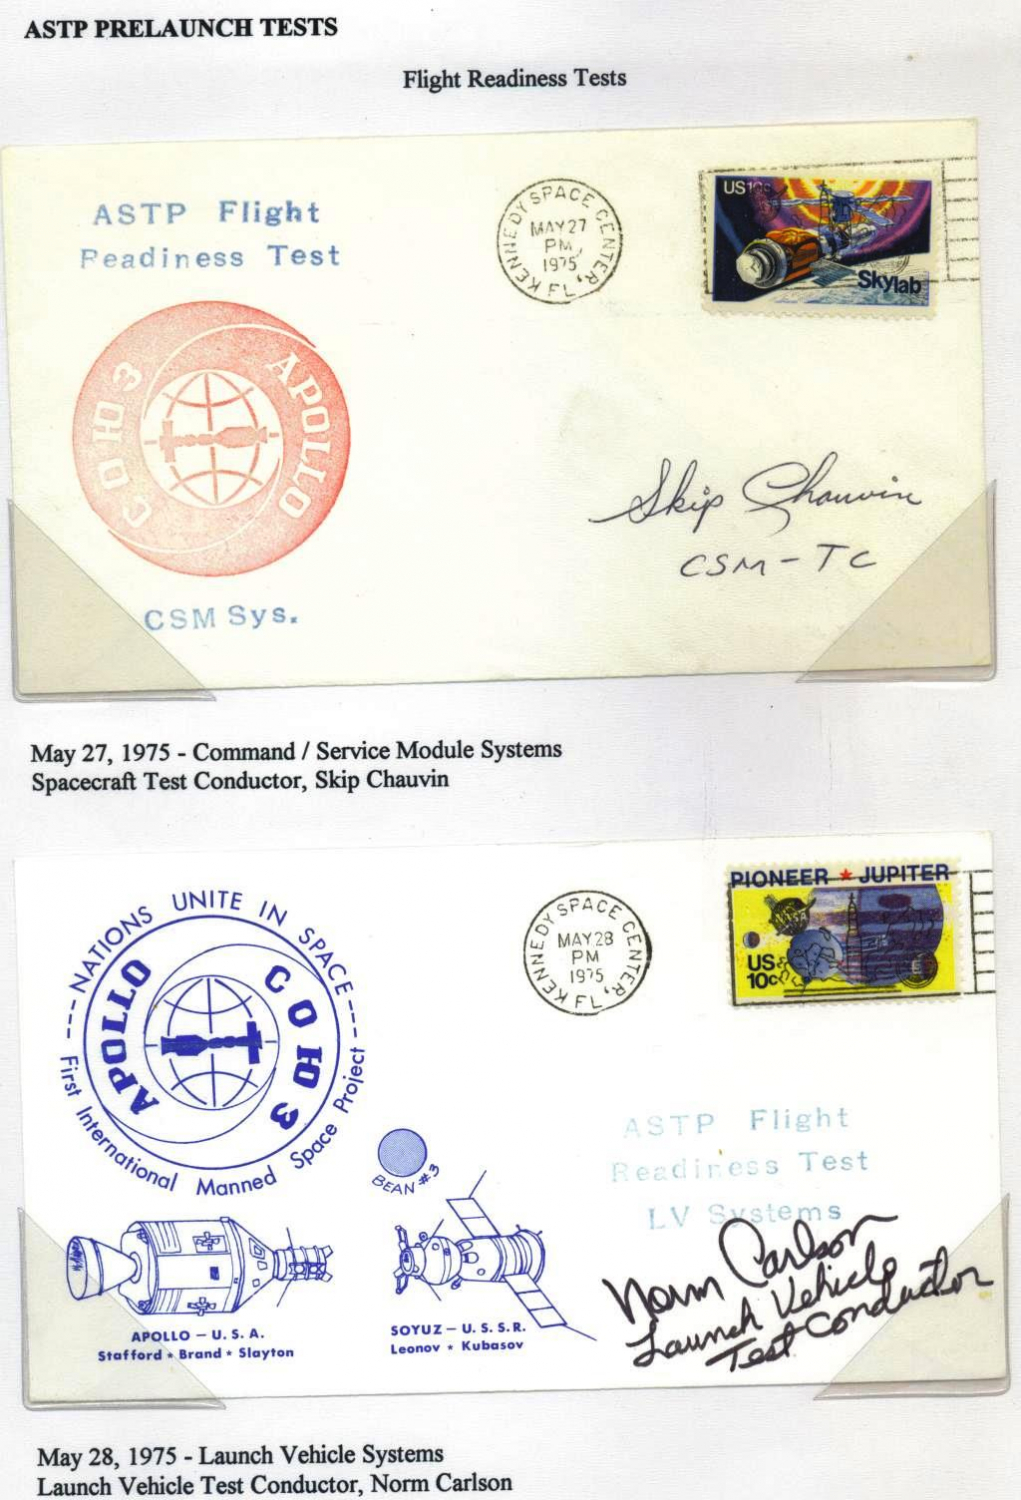 ASTP PRELAUNCH TESTS
Flight Readiness Tests
ASTP Flight
Readiness Test
KENNEDY SPACE CENTER, FL.
MAY 27
PM
1975
US 10c
Skylab
СОЮЗ
APOLLO
Skip Chauvin
CSM-TC
CSM Sys.
May 27, 1975 - Command / Service Module Systems
Spacecraft Test Conductor, Skip Chauvin
NATIONS UNITE IN SPACE
APOLLO
СОЮЗ
First International Manned Space Project
KENNEDY SPACE CENTER, FL.
MAY 28
PM
1975
PIONEER ★ JUPITER
NASA
US
10c
BEAN #3
ASTP Flight
Readiness Test
LV Systems
Norm Carlson
Launch Vehicle
Test Conductor
APOLLO – U. S. A.
Stafford * Brand * Slayton
SOYUZ – U. S. S. R.
Leonov * Kubasov
May 28, 1975 - Launch Vehicle Systems
Launch Vehicle Test Conductor, Norm Carlson